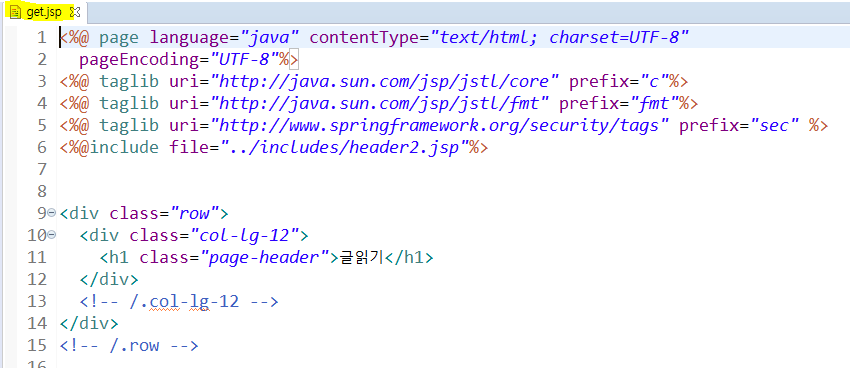 get.jsp
1 <%@ page language="java" contentType="text/html; charset=UTF-8"
2 pageEncoding="UTF-8"%>
3 <%@ taglib uri="http://java.sun.com/jsp/jstl/core" prefix="c"%>
4 <%@ taglib uri="http://java.sun.com/jsp/jstl/fmt" prefix="fmt"%>
5 <%@ taglib uri="http://www.springframework.org/security/tags" prefix="sec" %>
6 <%@include file="../includes/header2.jsp"%>
7
8
9 <div class="row">
10 <div class="col-lg-12">
11 <h1 class="page-header">글읽기</h1>
12 </div>
13 <!-- /.col-lg-12 -->
14 </div>
15 <!-- /.row -->
16